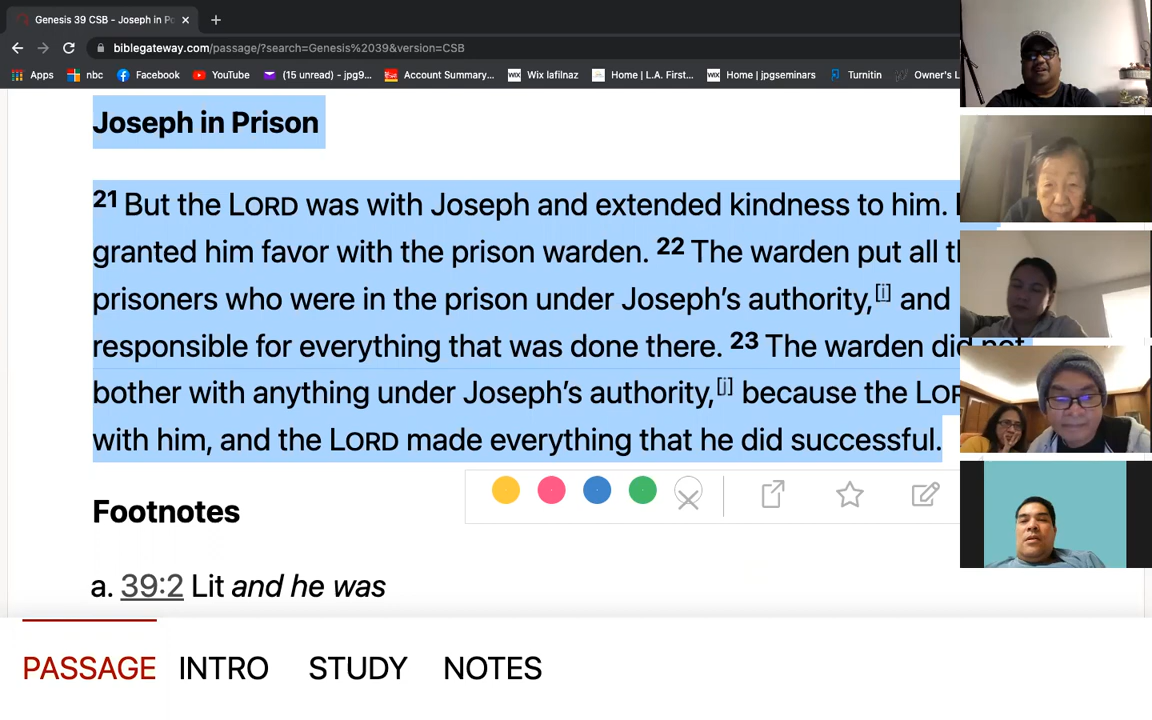 Genesis 39 CSB - Joseph in Po
biblegateway.com/passage/?search=Genesis%2039&version=CSB
Apps nbc Facebook YouTube (15 unread) - jpg9... Account Summary... Wix lafilnaz Home | L.A. First... Home | jpgseminars Turnitin Owner's L
Joseph in Prison
21 But the LORD was with Joseph and extended kindness to him.
granted him favor with the prison warden. 22 The warden put all
prisoners who were in the prison under Joseph's authority,[i] and
responsible for everything that was done there. 23 The warden did not
bother with anything under Joseph's authority,[j] because the
with him, and the LORD made everything that he did successful.
Footnotes
a. 39:2 Lit and he was
PASSAGE INTRO STUDY NOTES